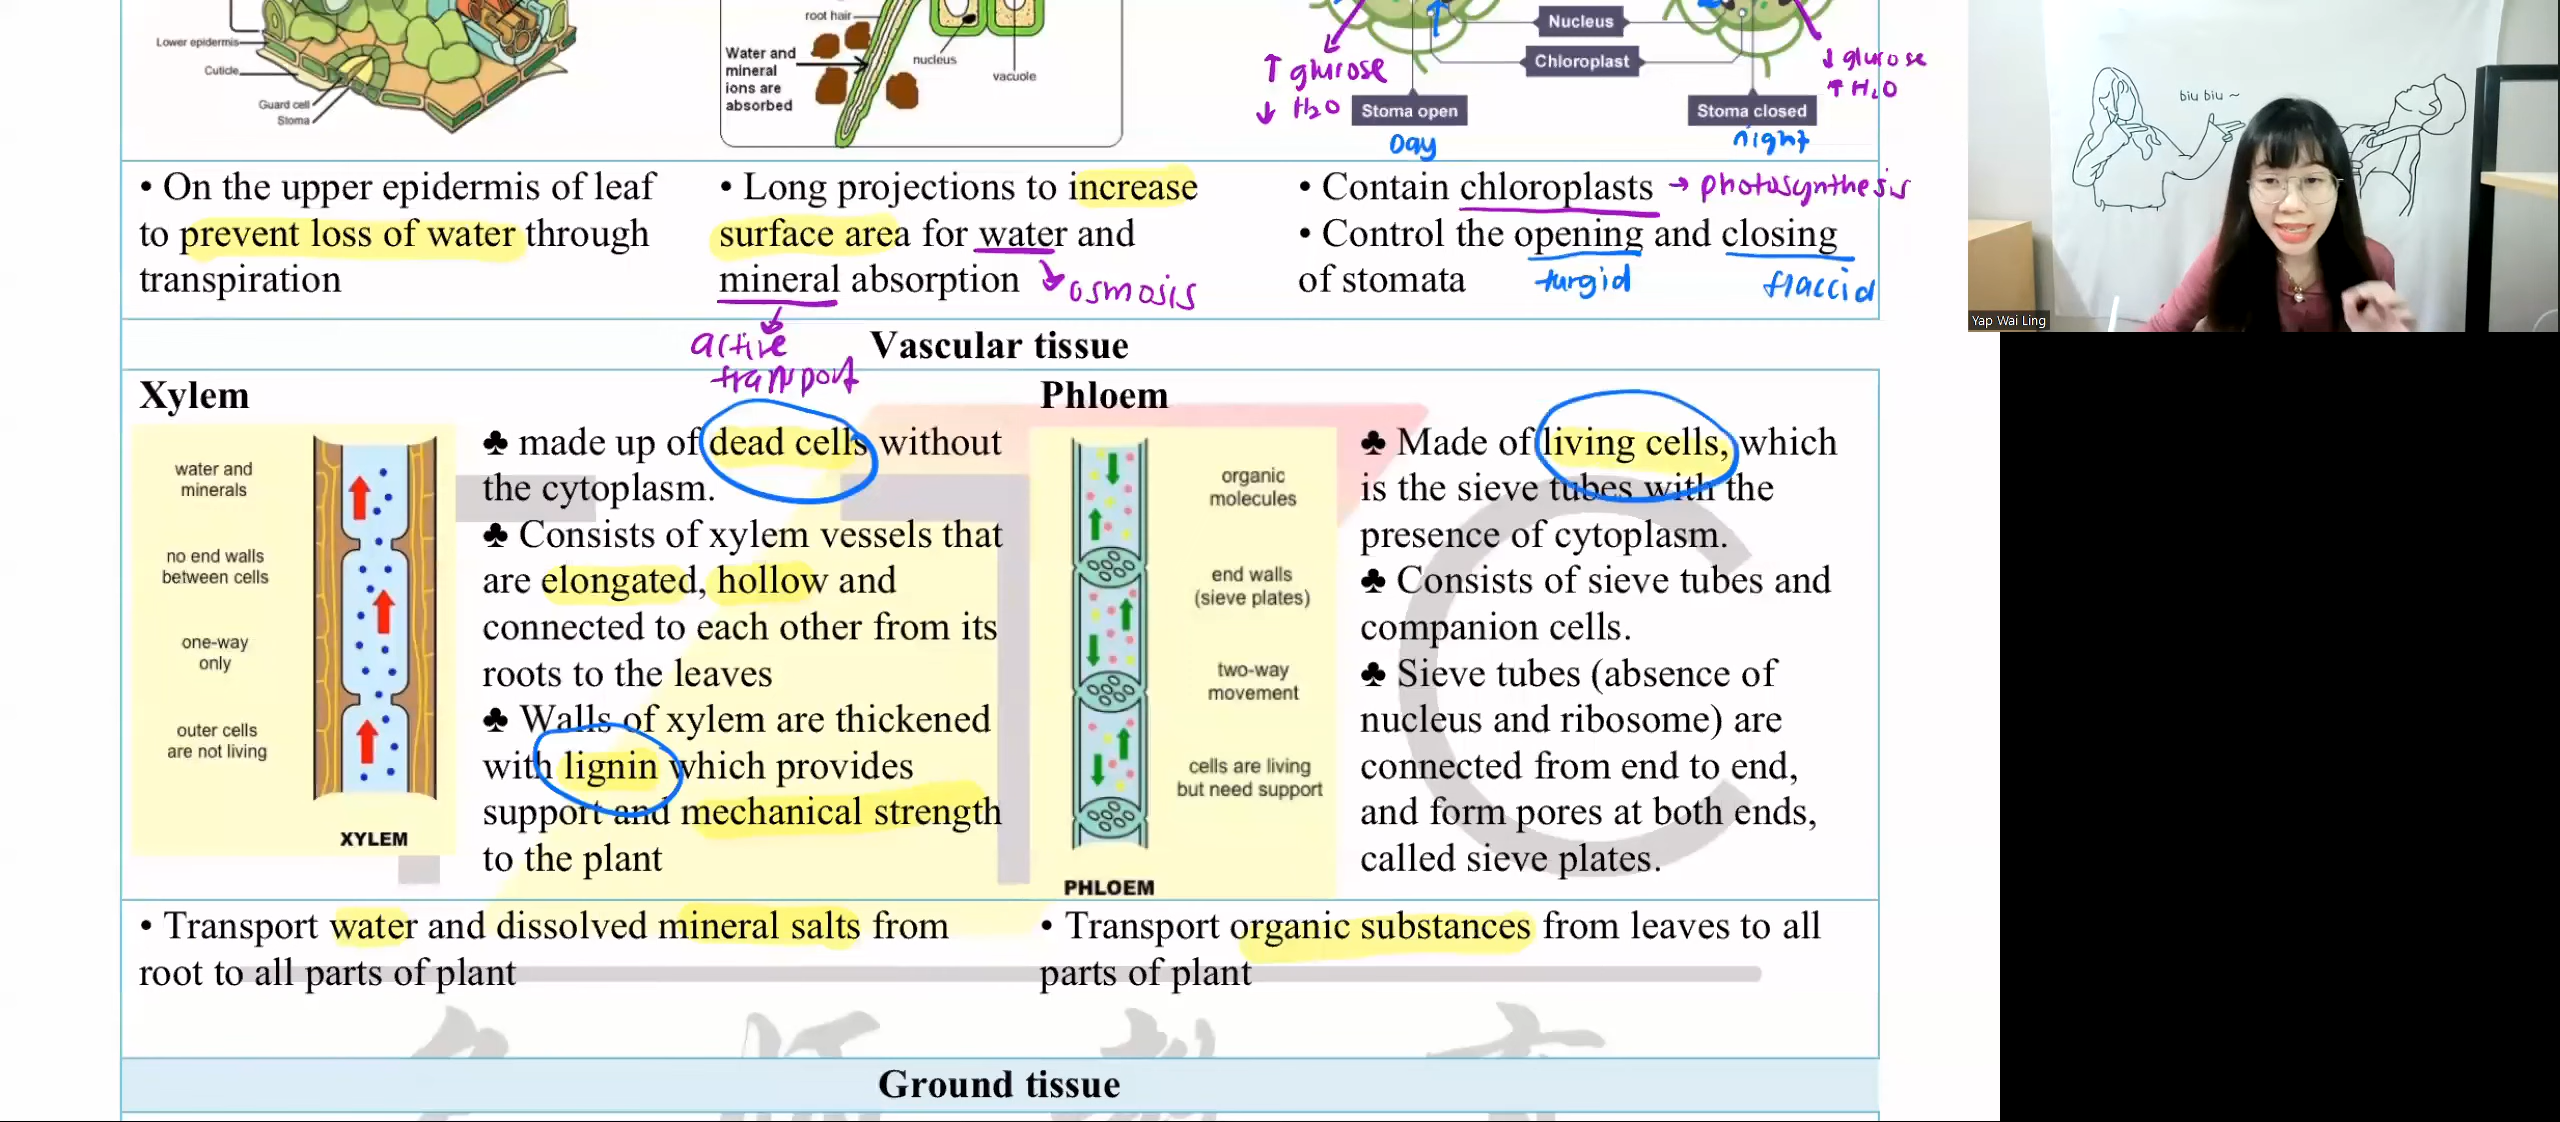 root hair
Lower epidermis
Cuticle
Guard cell
Stoma
Water and
mineral
ions are
absorbed
nucleus
vacuole
Nucleus
Chloroplast
↑ glucose
↓ H₂O
Stoma open
Day
Stoma closed
night
↓ glucose
↑ H₂O
biu biu ~
Yap Wai Ling
• On the upper epidermis of leaf
to prevent loss of water through
transpiration
• Long projections to increase
surface area for water and
mineral absorption
osmosis
active
transport
• Contain chloroplasts → photosynthesis
• Control the opening and closing
of stomata
turgid
flaccid
Vascular tissue
Xylem
water and
minerals
no end walls
between cells
one-way
only
outer cells
are not living
XYLEM
♣ made up of dead cells without
the cytoplasm.
♣ Consists of xylem vessels that
are elongated, hollow and
connected to each other from its
roots to the leaves
♣ Walls of xylem are thickened
with lignin which provides
support and mechanical strength
to the plant
Phloem
organic
molecules
end walls
(sieve plates)
two-way
movement
cells are living
but need support
PHLOEM
♣ Made of living cells, which
is the sieve tubes with the
presence of cytoplasm.
♣ Consists of sieve tubes and
companion cells.
♣ Sieve tubes (absence of
nucleus and ribosome) are
connected from end to end,
and form pores at both ends,
called sieve plates.
• Transport water and dissolved mineral salts from
root to all parts of plant
• Transport organic substances from leaves to all
parts of plant
Ground tissue